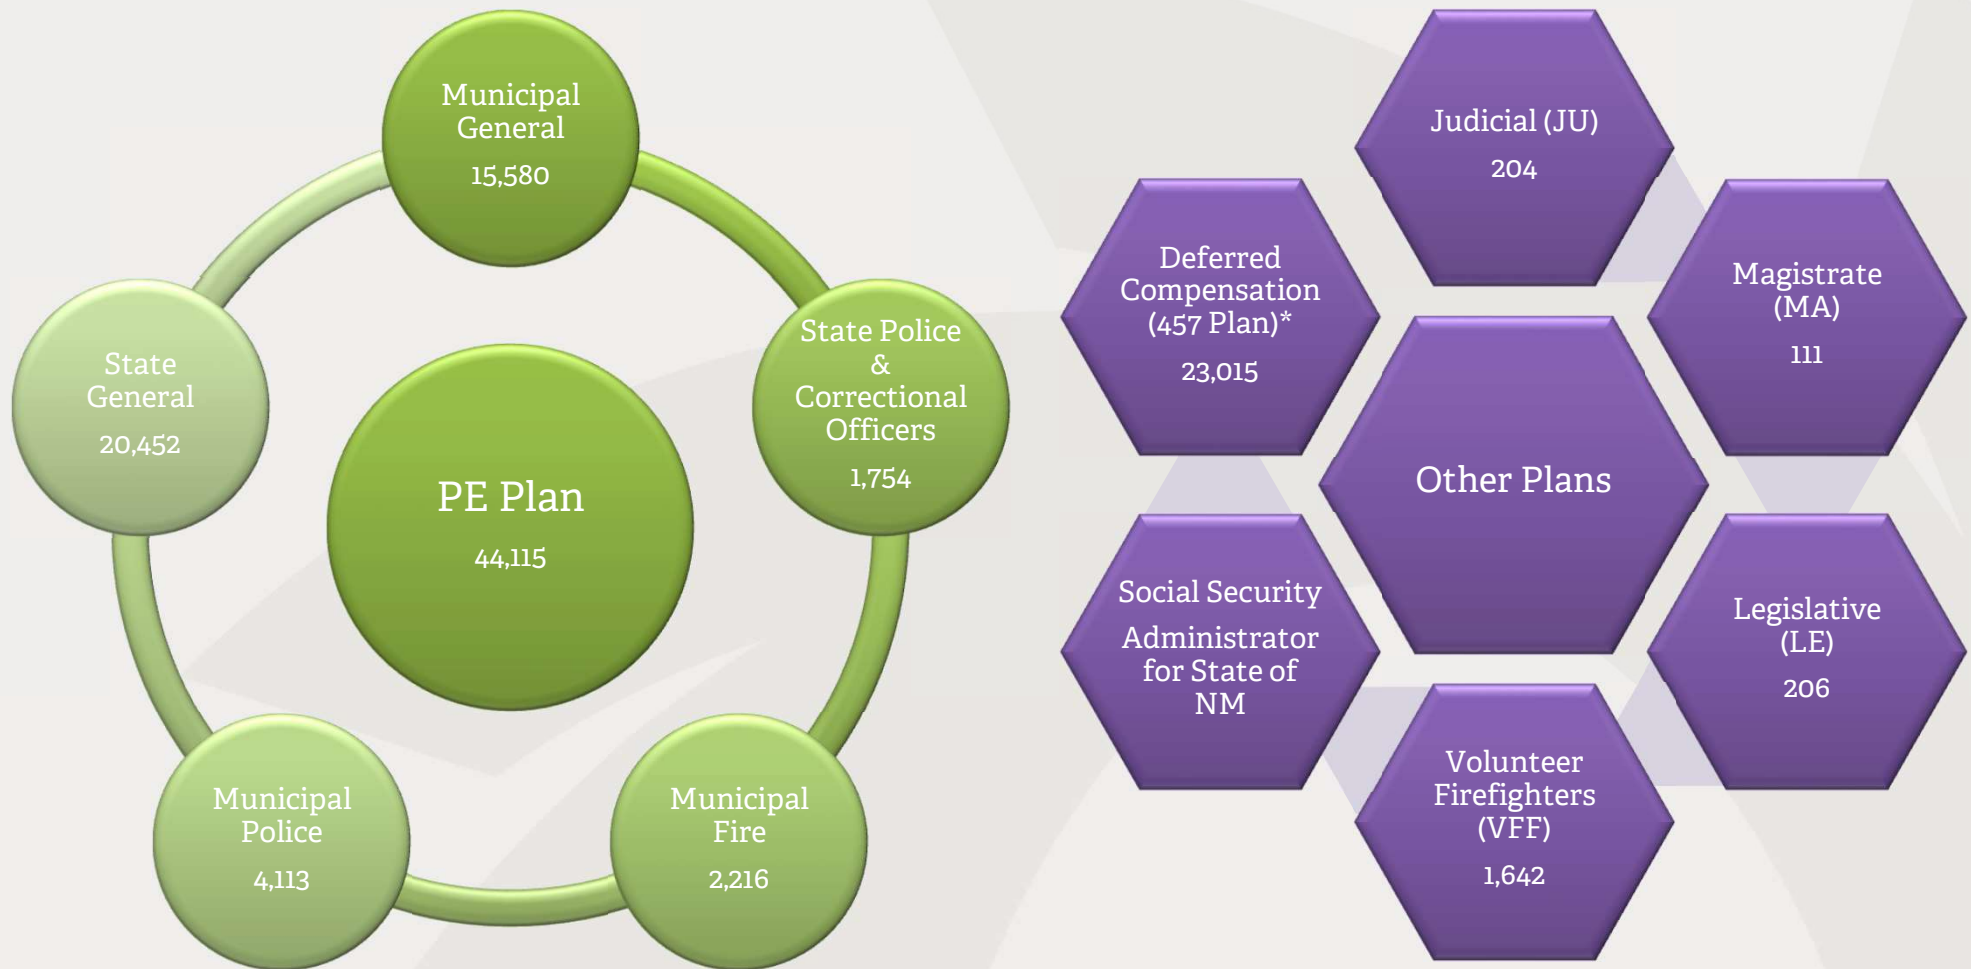 Municipal
General
15,580
State Police
&
Correctional
Officers
1,754
Municipal
Fire
2,216
Municipal
Police
4,113
State
General
20,452
PE Plan
44,115
Judicial (JU)
204
Magistrate
(MA)
111
Legislative
(LE)
206
Volunteer
Firefighters
(VFF)
1,642
Social Security
Administrator
for State of
NM
Deferred
Compensation
(457 Plan)*
23,015
Other Plans